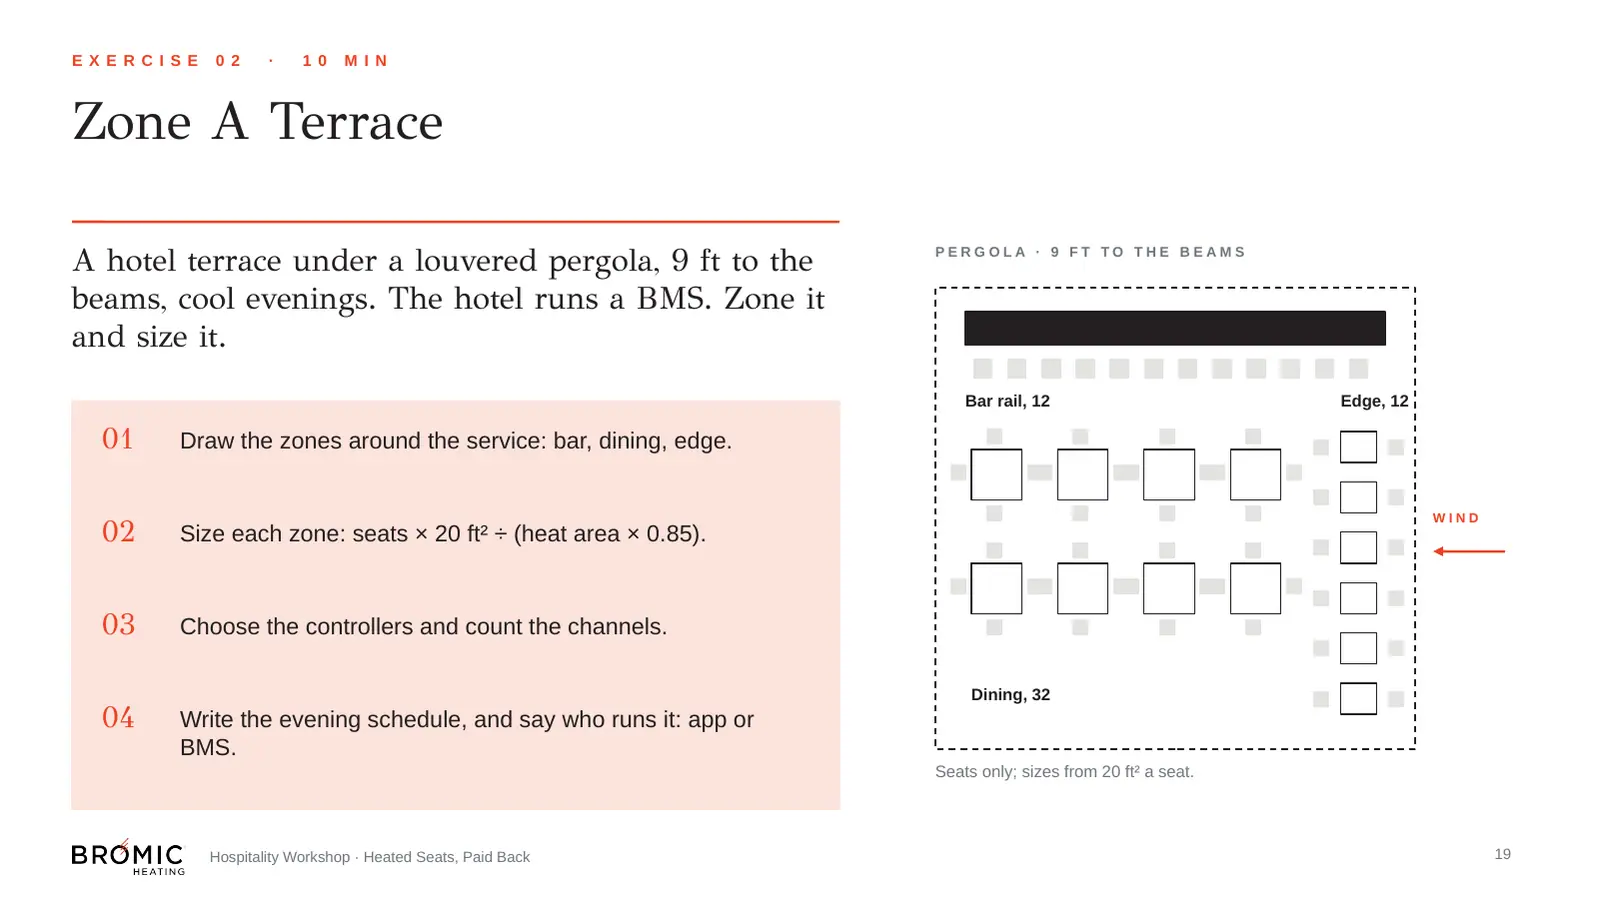 EXERCISE 02 · 10 MIN
Zone A Terrace
A hotel terrace under a louvered pergola, 9 ft to the
beams, cool evenings. The hotel runs a BMS. Zone it
and size it.
01 Draw the zones around the service: bar, dining, edge.
02 Size each zone: seats × 20 ft² ÷ (heat area × 0.85).
03 Choose the controllers and count the channels.
04 Write the evening schedule, and say who runs it: app or
BMS.
PERGOLA · 9 FT TO THE BEAMS
Bar rail, 12
Edge, 12
WIND
Dining, 32
Seats only; sizes from 20 ft² a seat.
BROMIC
HEATING
Hospitality Workshop · Heated Seats, Paid Back
19